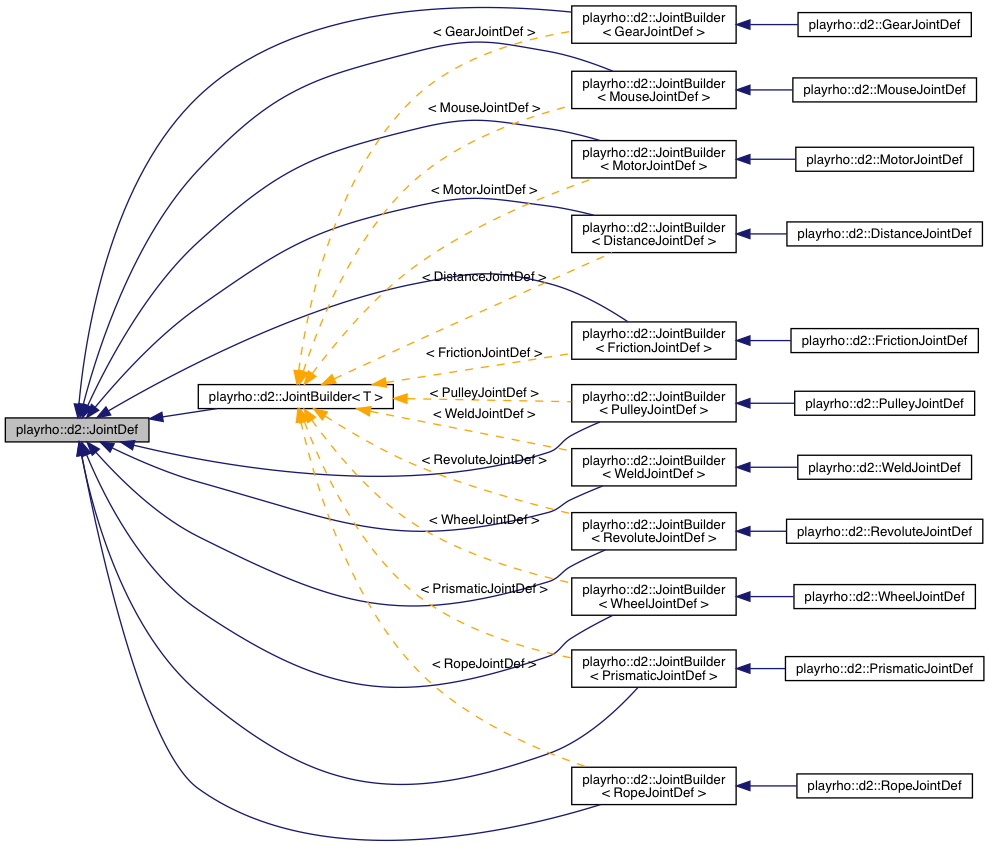 playrho::d2::JointDef
playrho::d2::JointBuilder< T >
< GearJointDef >
< MouseJointDef >
< MotorJointDef >
< DistanceJointDef >
< FrictionJointDef >
< PulleyJointDef >
< WeldJointDef >
< RevoluteJointDef >
< WheelJointDef >
< PrismaticJointDef >
< RopeJointDef >
playrho::d2::JointBuilder
< GearJointDef >
playrho::d2::GearJointDef
playrho::d2::JointBuilder
< MouseJointDef >
playrho::d2::MouseJointDef
playrho::d2::JointBuilder
< MotorJointDef >
playrho::d2::MotorJointDef
playrho::d2::JointBuilder
< DistanceJointDef >
playrho::d2::DistanceJointDef
playrho::d2::JointBuilder
< FrictionJointDef >
playrho::d2::FrictionJointDef
playrho::d2::JointBuilder
< PulleyJointDef >
playrho::d2::PulleyJointDef
playrho::d2::JointBuilder
< WeldJointDef >
playrho::d2::WeldJointDef
playrho::d2::JointBuilder
< RevoluteJointDef >
playrho::d2::RevoluteJointDef
playrho::d2::JointBuilder
< WheelJointDef >
playrho::d2::WheelJointDef
playrho::d2::JointBuilder
< PrismaticJointDef >
playrho::d2::PrismaticJointDef
playrho::d2::JointBuilder
< RopeJointDef >
playrho::d2::RopeJointDef